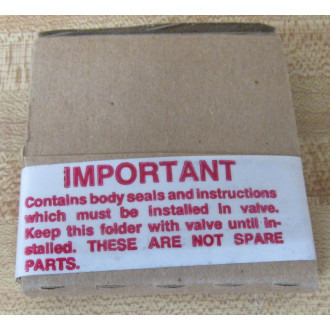 IMPORTANT
Contains body seals and instructions
which must be installed in valve.
Keep this folder with valve until in-
stalled. THESE ARE NOT SPARE
PARTS.